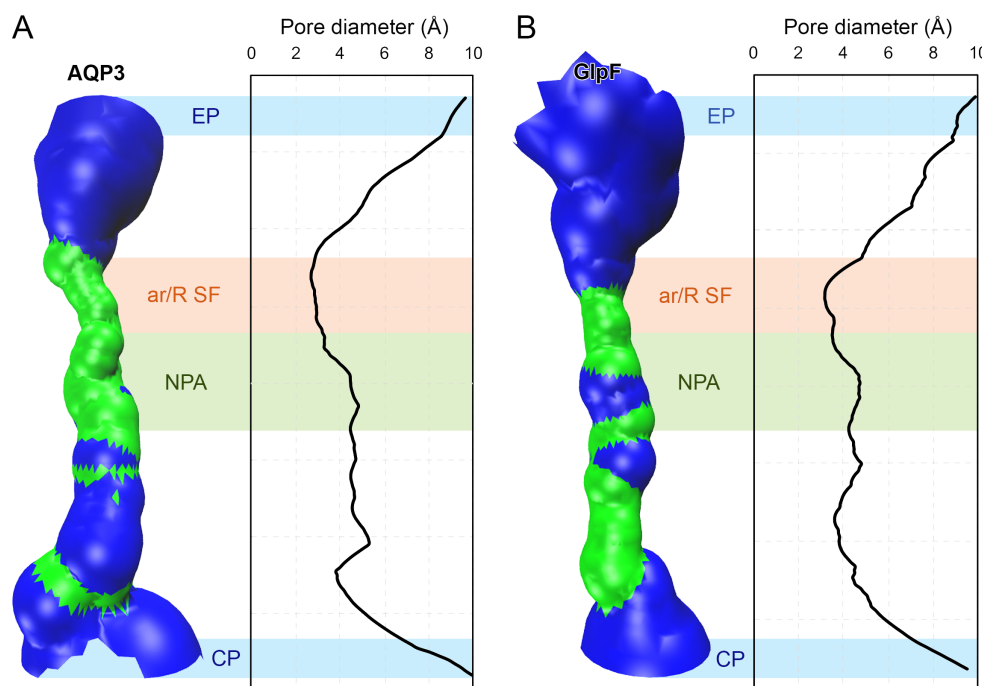 A
AQP3
Pore diameter (Å)
0 2 4 6 8 10
EP
ar/R SF
NPA
CP
B
GlpF
Pore diameter (Å)
0 2 4 6 8 10
EP
ar/R SF
NPA
CP